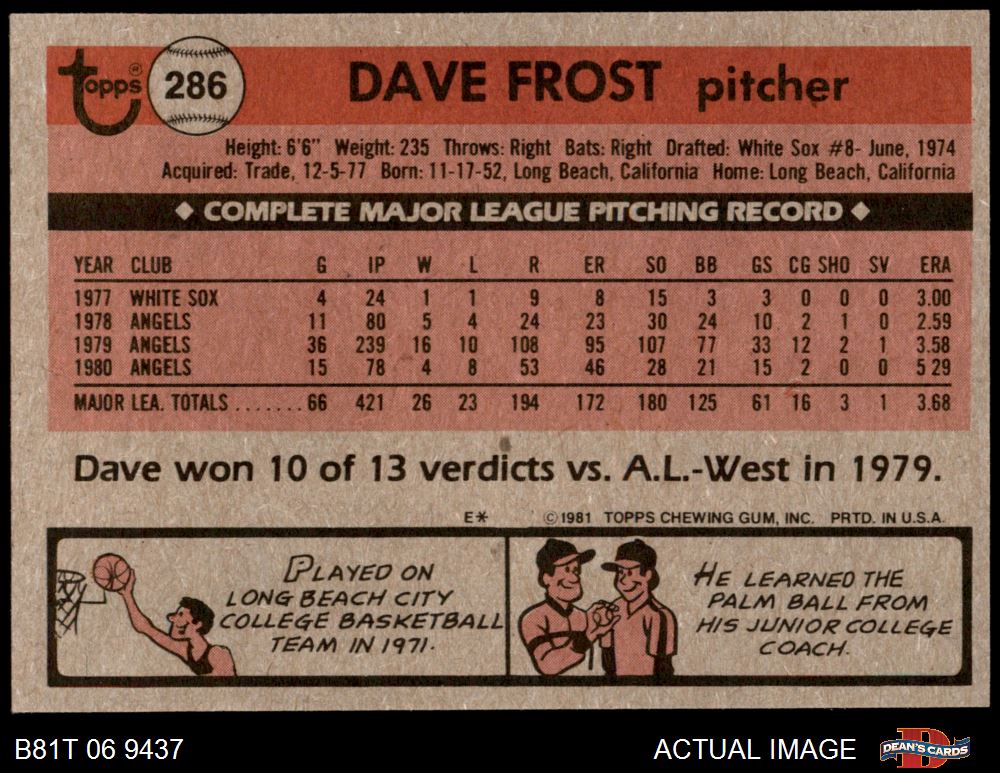 Topps® 286 DAVE FROST pitcher
Height: 6'6" Weight: 235 Throws: Right Bats: Right Drafted: White Sox #8- June, 1974
Acquired: Trade, 12-5-77 Born: 11-17-52, Long Beach, California Home: Long Beach, California
◆ COMPLETE MAJOR LEAGUE PITCHING RECORD ◆
YEAR CLUB G IP W L R ER SO BB GS CG SHO SV ERA
1977 WHITE SOX 4 24 1 1 9 8 15 3 3 0 0 0 3.00
1978 ANGELS 11 80 5 4 24 23 30 24 10 2 1 0 2.59
1979 ANGELS 36 239 16 10 108 95 107 77 33 12 2 1 3.58
1980 ANGELS 15 78 4 8 53 46 28 21 15 2 0 0 5 29
MAJOR LEA. TOTALS ....... 66 421 26 23 194 172 180 125 61 16 3 1 3.68
Dave won 10 of 13 verdicts vs. A.L.-West in 1979.
E* ©1981 TOPPS CHEWING GUM, INC. PRTD. IN U.S.A.
PLAYED ON
LONG BEACH CITY
COLLEGE BASKETBALL
TEAM IN 1971.
HE LEARNED THE
PALM BALL FROM
HIS JUNIOR COLLEGE
COACH.
B81T 06 9437 ACTUAL IMAGE DEAN'S CARDS